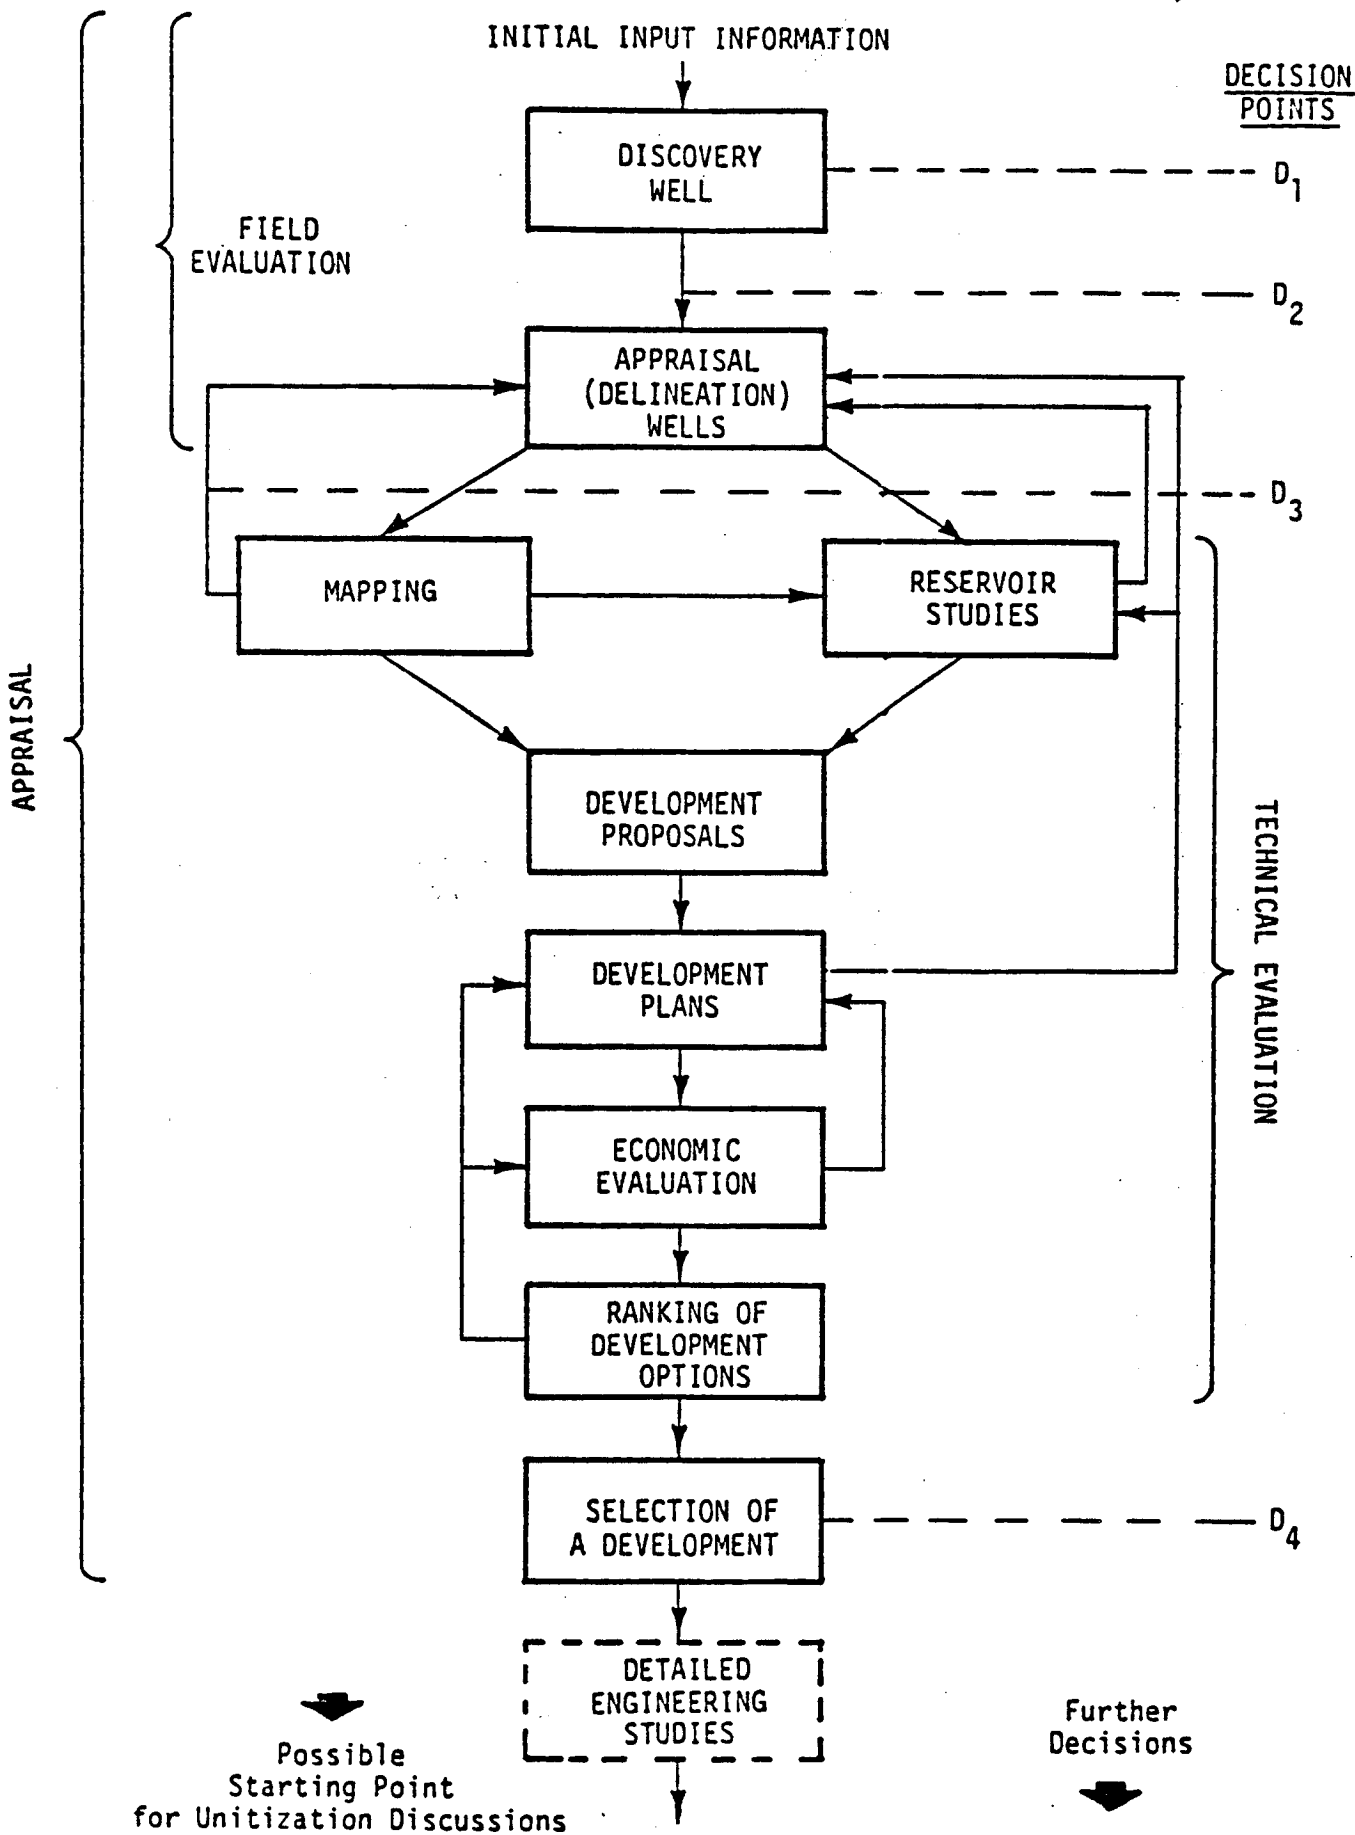 INITIAL INPUT INFORMATION
DECISION
POINTS
DISCOVERY
WELL
D1
FIELD
EVALUATION
D2
APPRAISAL
(DELINEATION)
WELLS
D3
MAPPING
RESERVOIR
STUDIES
APPRAISAL
DEVELOPMENT
PROPOSALS
TECHNICAL EVALUATION
DEVELOPMENT
PLANS
ECONOMIC
EVALUATION
RANKING OF
DEVELOPMENT
OPTIONS
SELECTION OF
A DEVELOPMENT
D4
DETAILED
ENGINEERING
STUDIES
Possible
Starting Point
for Unitization Discussions
Further
Decisions